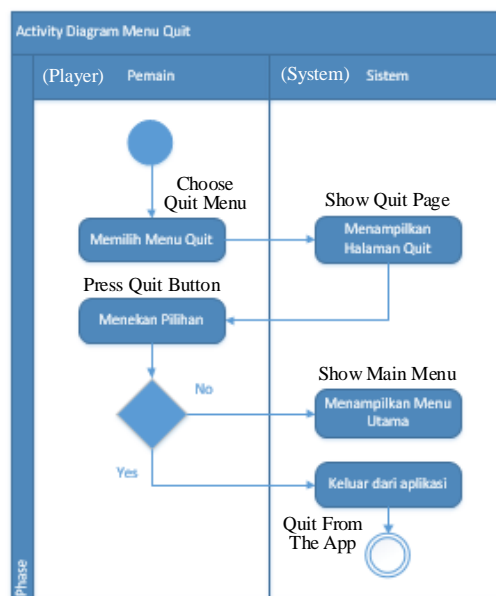 Activity Diagram Menu Quit
(Player) Pemain
(System) Sistem
Choose
Quit Menu
Memilih Menu Quit
Show Quit Page
Menampilkan
Halaman Quit
Press Quit Button
Menekan Pilihan
No
Show Main Menu
Menampilkan Menu
Utama
Yes
Keluar dari aplikasi
Quit From
The App
Phase